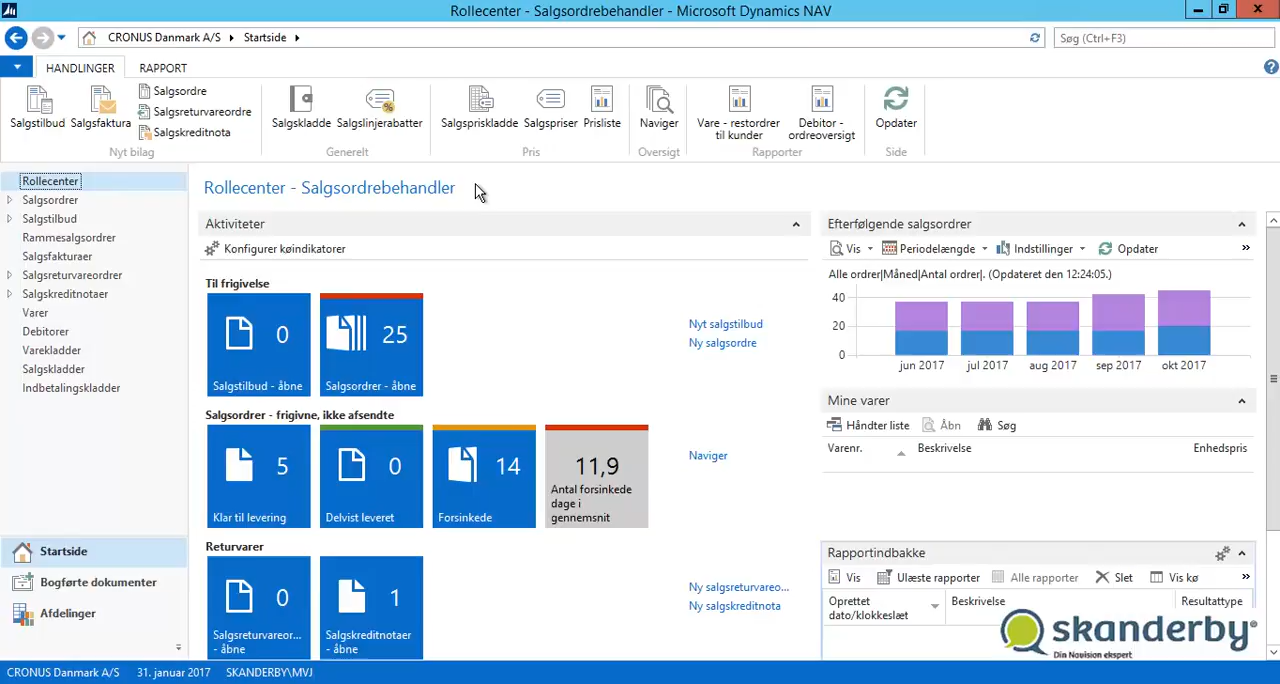 Rollecenter - Salgsordrebehandler - Microsoft Dynamics NAV
CRONUS Danmark A/S
Startside
Søg (Ctrl+F3)
HANDLINGER
RAPPORT
Salgstilbud
Salgsfaktura
Salgsordre
Salgsreturvareordre
Salgskreditnota
Nyt bilag
Salgskladde
Salgslinjerabatter
Generelt
Salgspriskladde
Salgspriser
Prisliste
Pris
Naviger
Oversigt
Vare - restordrer
til kunder
Debitor -
ordreoversigt
Rapporter
Opdater
Side
Rollecenter
Salgsordrer
Salgstilbud
Rammesalgsordrer
Salgsfakturaer
Salgsreturvareordrer
Salgskreditnotaer
Varer
Debitorer
Varekladder
Salgskladder
Indbetalingskladder
Startside
Bogførte dokumenter
Afdelinger
Rollecenter - Salgsordrebehandler
Aktiviteter
Konfigurer køindikatorer
Til frigivelse
0
Salgstilbud - åbne
25
Salgsordrer - åbne
Nyt salgstilbud
Ny salgsordre
Salgsordrer - frigivne, ikke afsendte
5
Klar til levering
0
Delvist leveret
14
Forsinkede
11,9
Antal forsinkede
dage i
gennemsnit
Naviger
Returvarer
0
Salgsreturvareor...
- åbne
1
Salgskreditnotaer
- åbne
Ny salgsreturvareo...
Ny salgskreditnota
Efterfølgende salgsordrer
Vis
Periodelængde
Indstillinger
Opdater
»
Alle ordrer|Måned|Antal ordrer|. (Opdateret den 12:24:05.)
40
20
0
jun 2017
jul 2017
aug 2017
sep 2017
okt 2017
Mine varer
Håndter liste
Åbn
Søg
Varenr.
Beskrivelse
Enhedspris
Rapportindbakke
Vis
Ulæste rapporter
Alle rapporter
Slet
Vis kø
»
Oprettet
dato/klokkeslæt
Beskrivelse
Resultattype
skanderby®
Din Navision ekspert
CRONUS Danmark A/S
31. januar 2017
SKANDERBY\MVJ